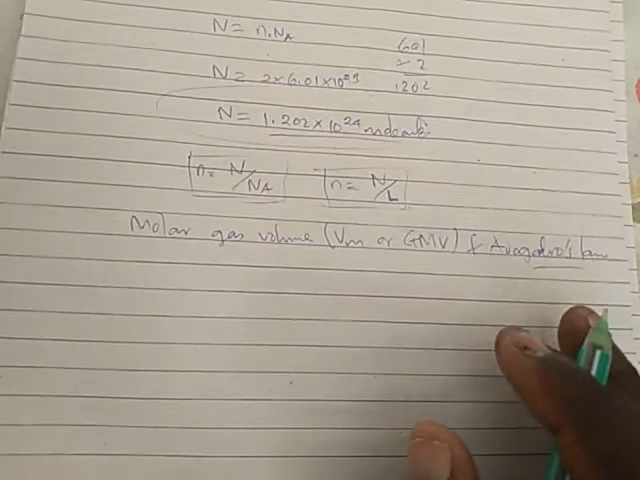 N = n.NA
601
× 2
1202
N = 2×6.01×10²³
N = 1.202×10²⁴ molecules
n = N/NA
n = N/L
Molar gas volume (Vm or GMV) & Avogadro's law